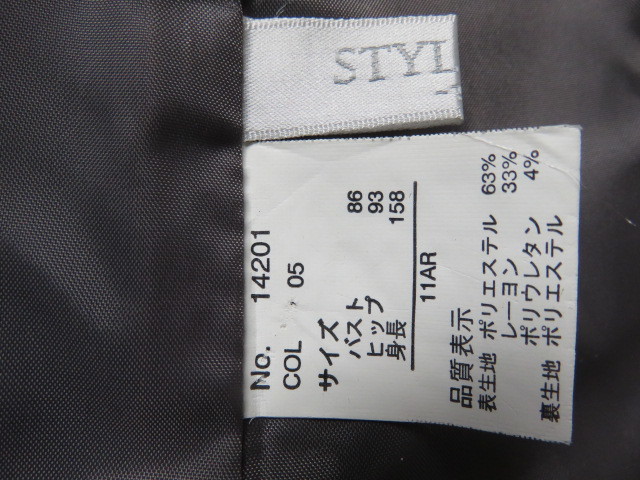 STYL
No. 14201
COL 05
サイズ
バスト 86
ヒップ 93
身長 158
11AR
品質表示
表生地 ポリエステル 63%
レーヨン 33%
ポリウレタン 4%
裏生地 ポリエステル